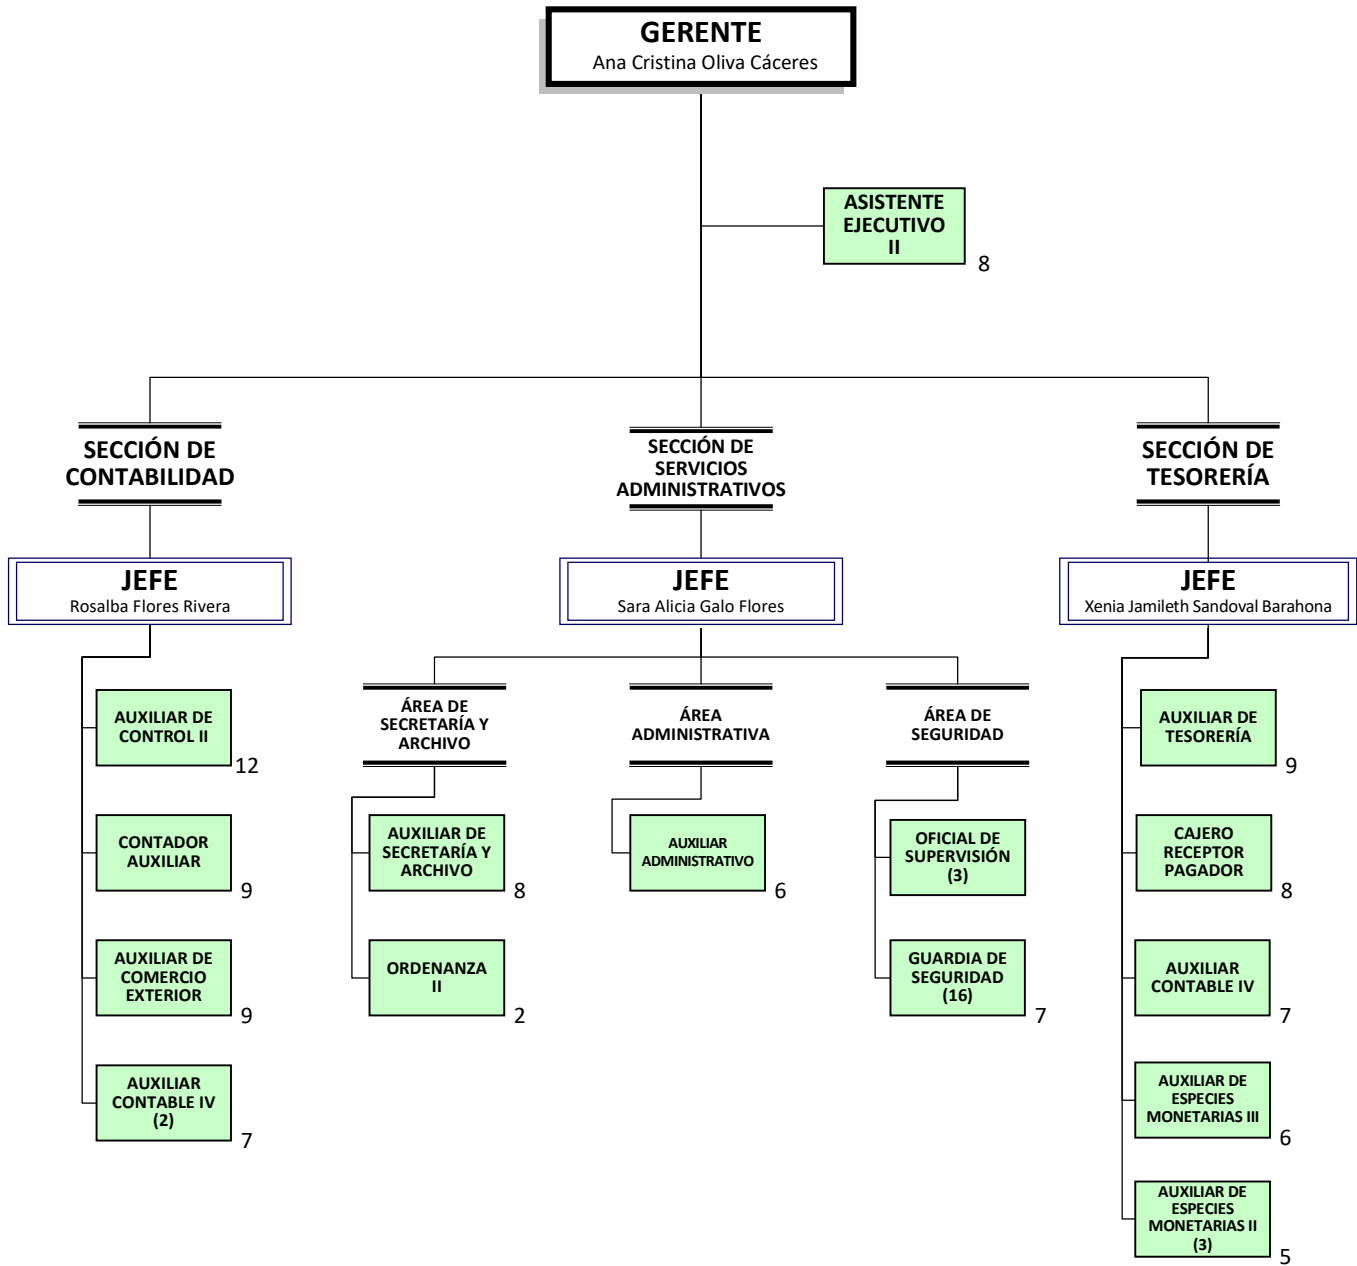 GERENTE
Ana Cristina Oliva Cáceres
ASISTENTE
EJECUTIVO
II
8
SECCIÓN DE
CONTABILIDAD
JEFE
Rosalba Flores Rivera
AUXILIAR DE
CONTROL II
12
CONTADOR
AUXILIAR
9
AUXILIAR DE
COMERCIO
EXTERIOR
9
AUXILIAR
CONTABLE IV
(2)
7
SECCIÓN DE
SERVICIOS
ADMINISTRATIVOS
JEFE
Sara Alicia Galo Flores
ÁREA DE
SECRETARÍA Y
ARCHIVO
AUXILIAR DE
SECRETARÍA Y
ARCHIVO
8
ORDENANZA
II
2
ÁREA
ADMINISTRATIVA
AUXILIAR
ADMINISTRATIVO
6
ÁREA DE
SEGURIDAD
OFICIAL DE
SUPERVISIÓN
(3)
GUARDIA DE
SEGURIDAD
(16)
7
SECCIÓN DE
TESORERÍA
JEFE
Xenia Jamileth Sandoval Barahona
AUXILIAR DE
TESORERÍA
9
CAJERO
RECEPTOR
PAGADOR
8
AUXILIAR
CONTABLE IV
7
AUXILIAR DE
ESPECIES
MONETARIAS III
6
AUXILIAR DE
ESPECIES
MONETARIAS II
(3)
5